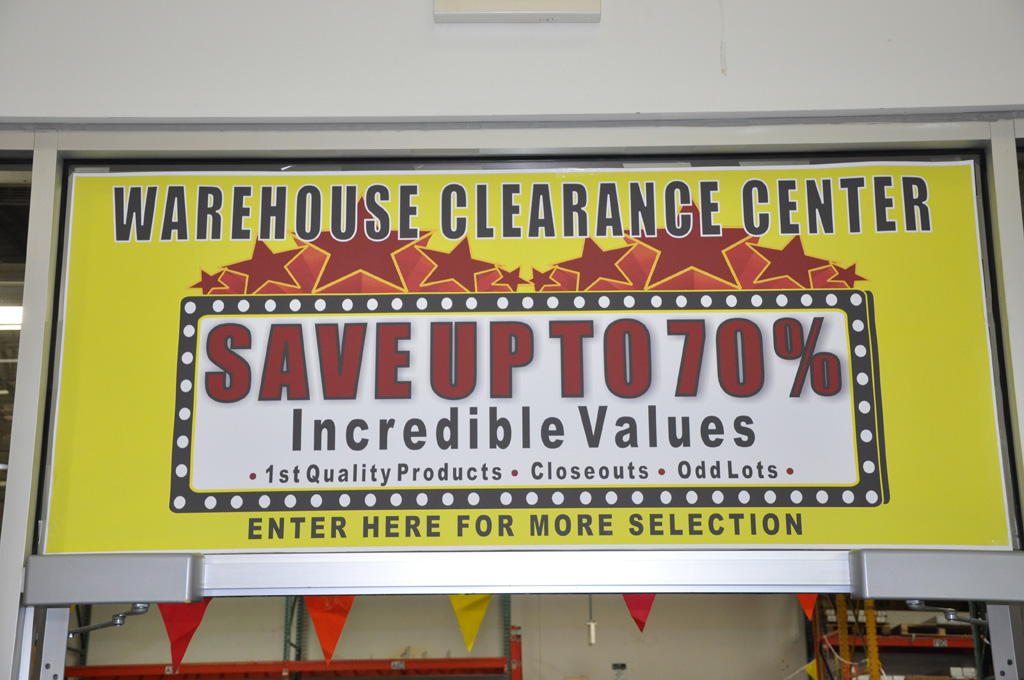 WAREHOUSE CLEARANCE CENTER
SAVE UP TO 70%
Incredible Values
• 1st Quality Products • Closeouts • Odd Lots •
ENTER HERE FOR MORE SELECTION